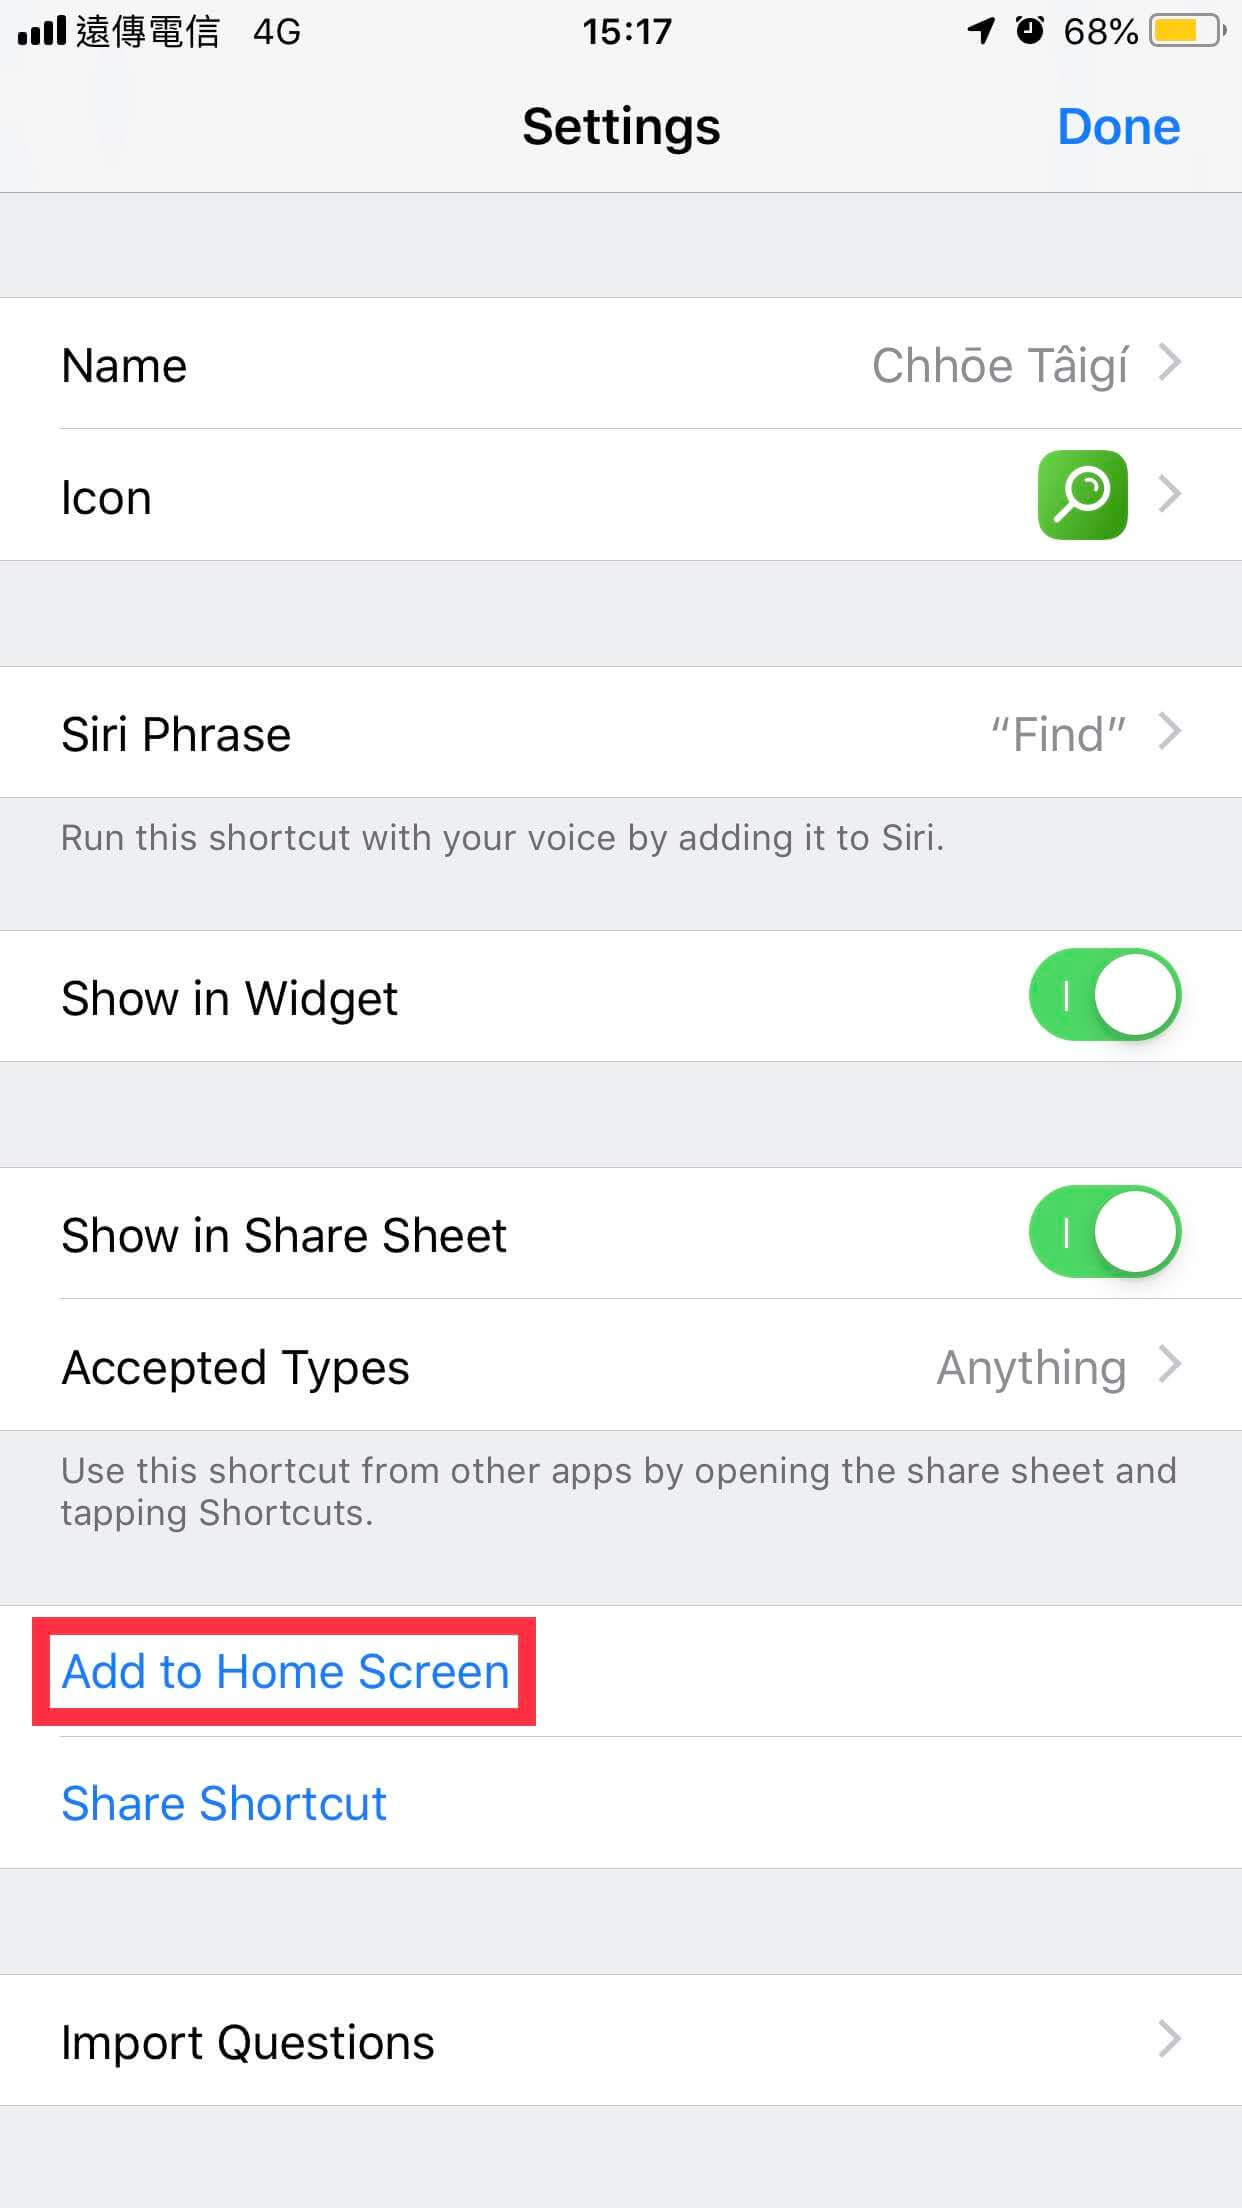 遠傳電信 4G 15:17 68%
Settings Done
Name Chhōe Tâigí
Icon
Siri Phrase “Find”
Run this shortcut with your voice by adding it to Siri.
Show in Widget
Show in Share Sheet
Accepted Types Anything
Use this shortcut from other apps by opening the share sheet and
tapping Shortcuts.
Add to Home Screen
Share Shortcut
Import Questions